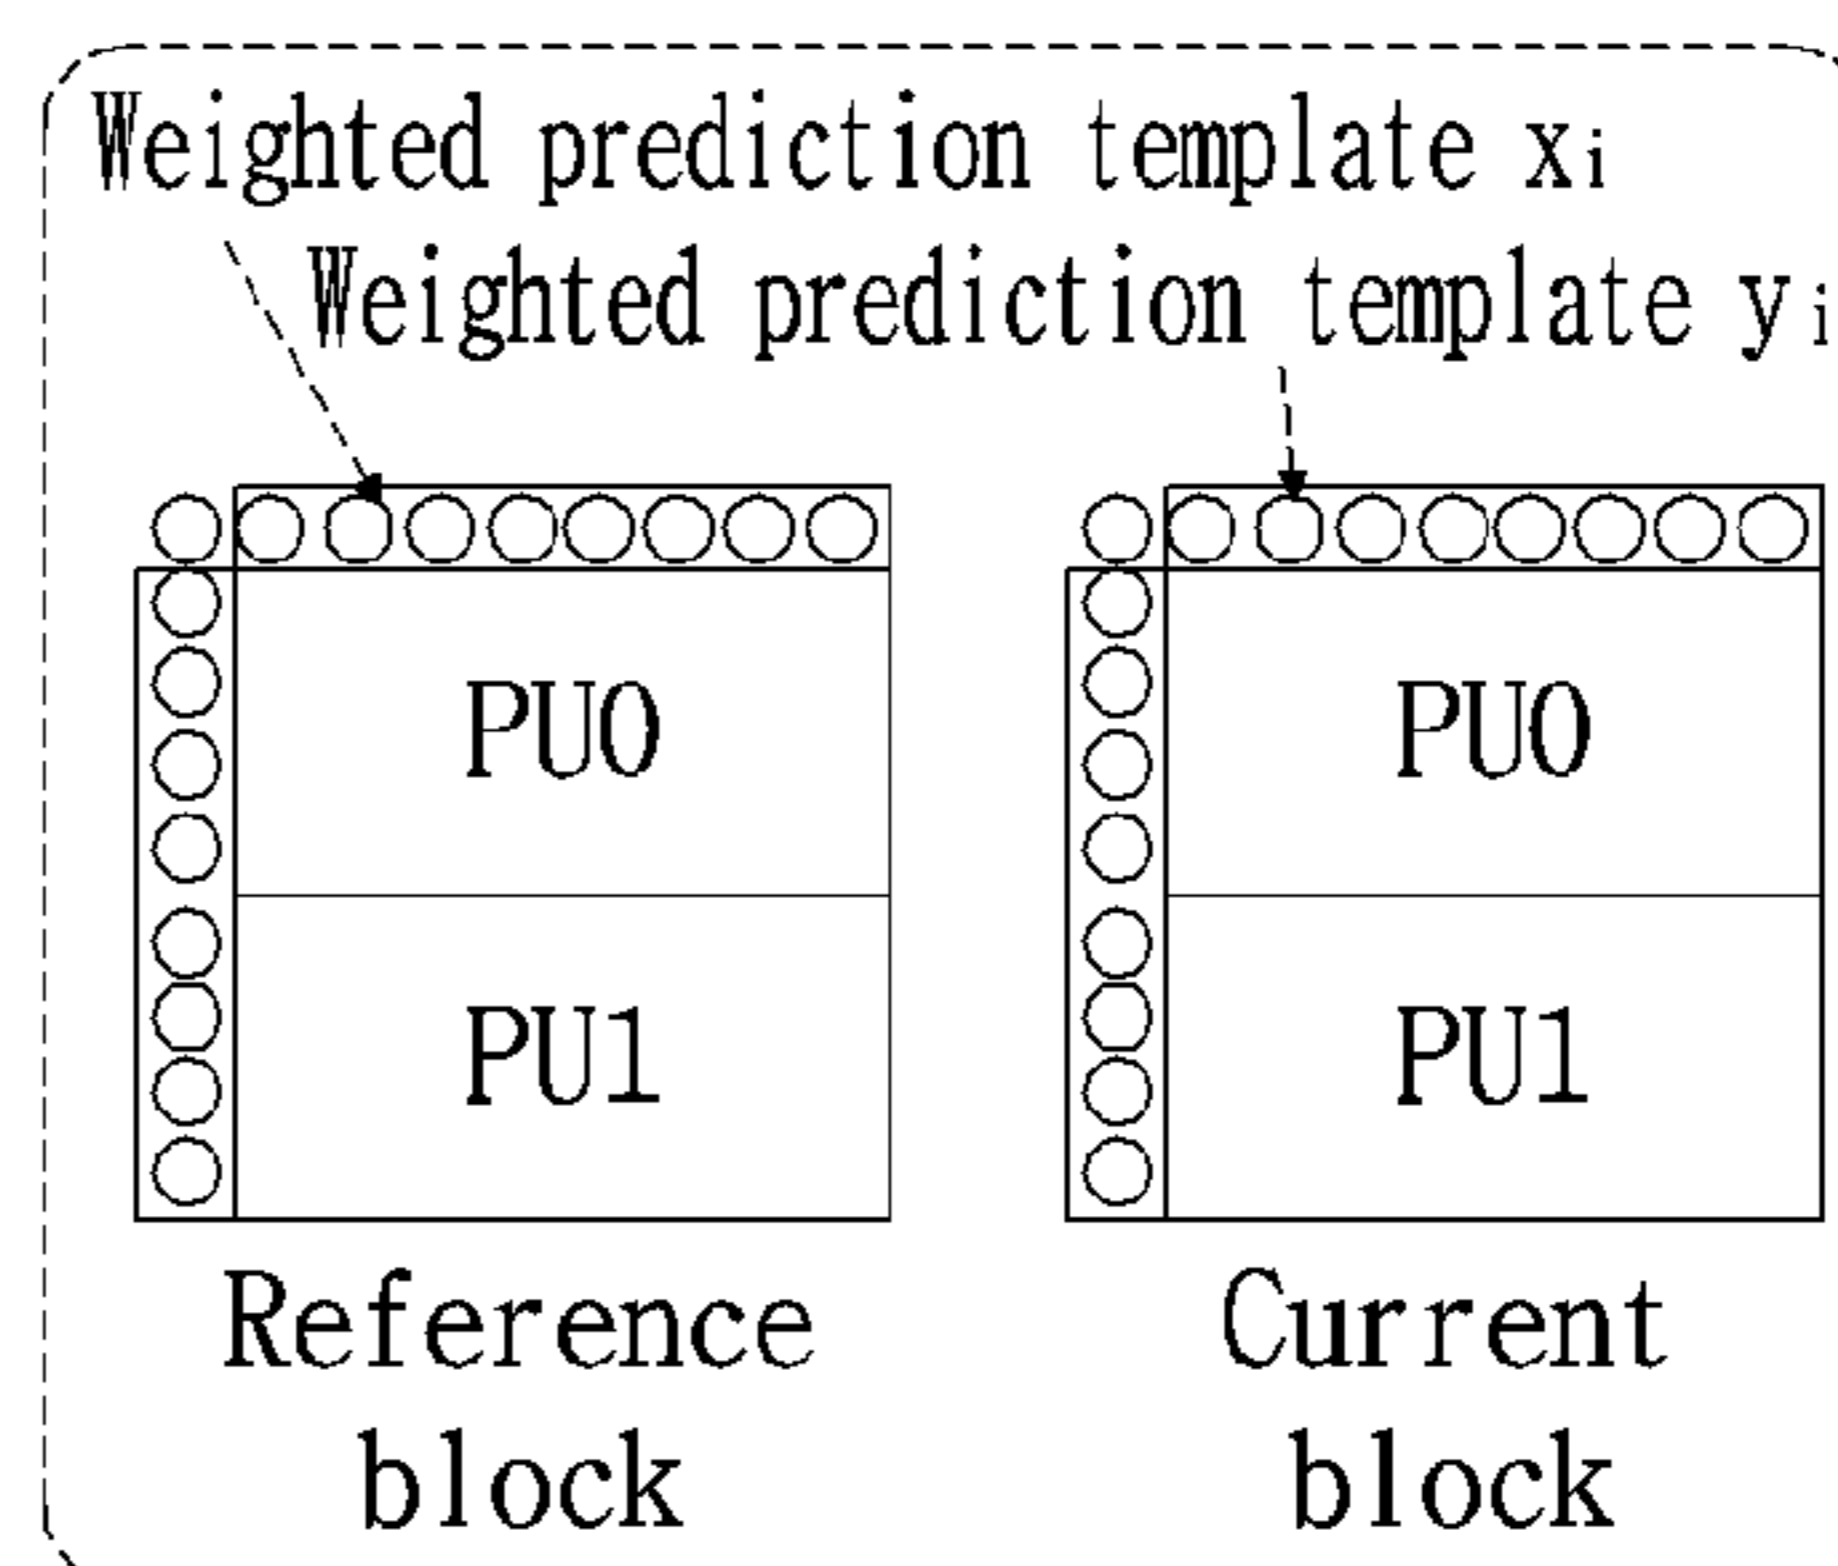 Weighted prediction template xi
Weighted prediction template yi
PU0
PU0
PU1
PU1
Reference
block
Current
block